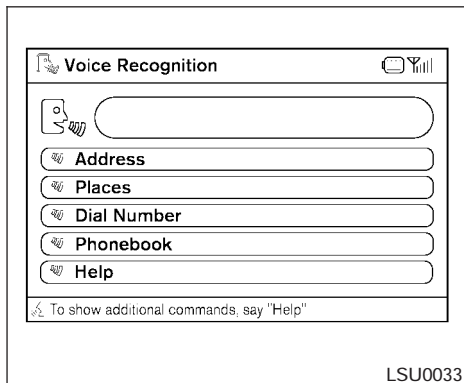 Voice Recognition
Address
Places
Dial Number
Phonebook
Help
To show additional commands, say "Help"
LSU0033